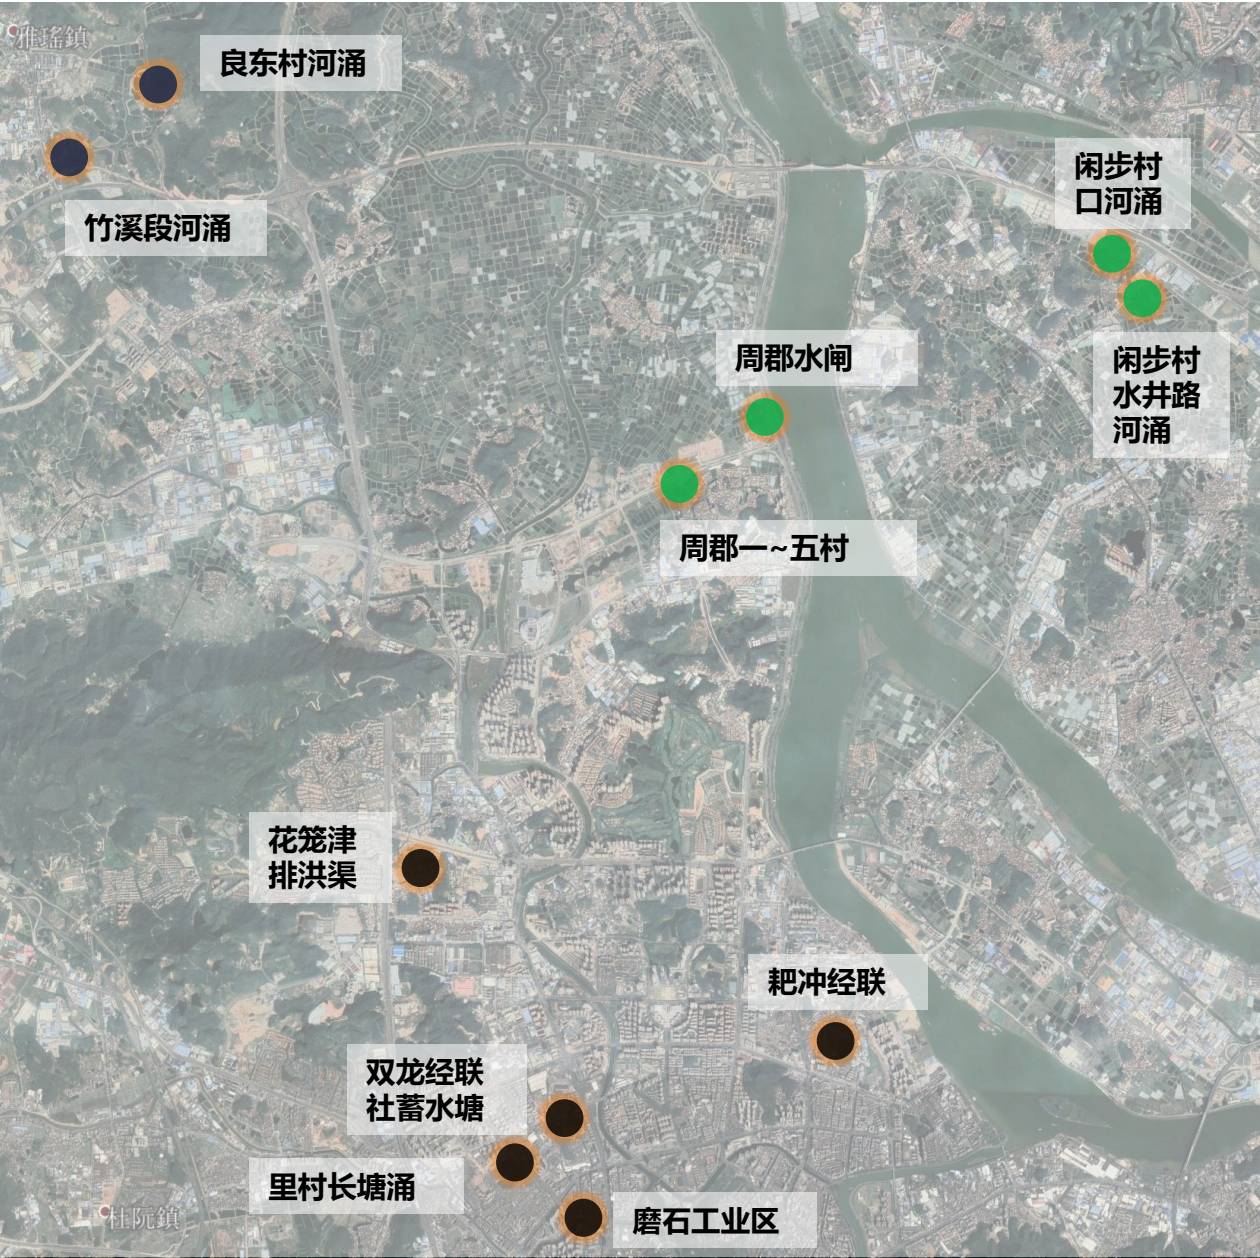 雅瑤鎮
良东村河涌
竹溪段河涌
闲步村
口河涌
周郡水闸
闲步村
水井路
河涌
周郡一~五村
花笼津
排洪渠
耙冲经联
双龙经联
社蓄水塘
里村长塘涌
杜阮鎮
磨石工业区